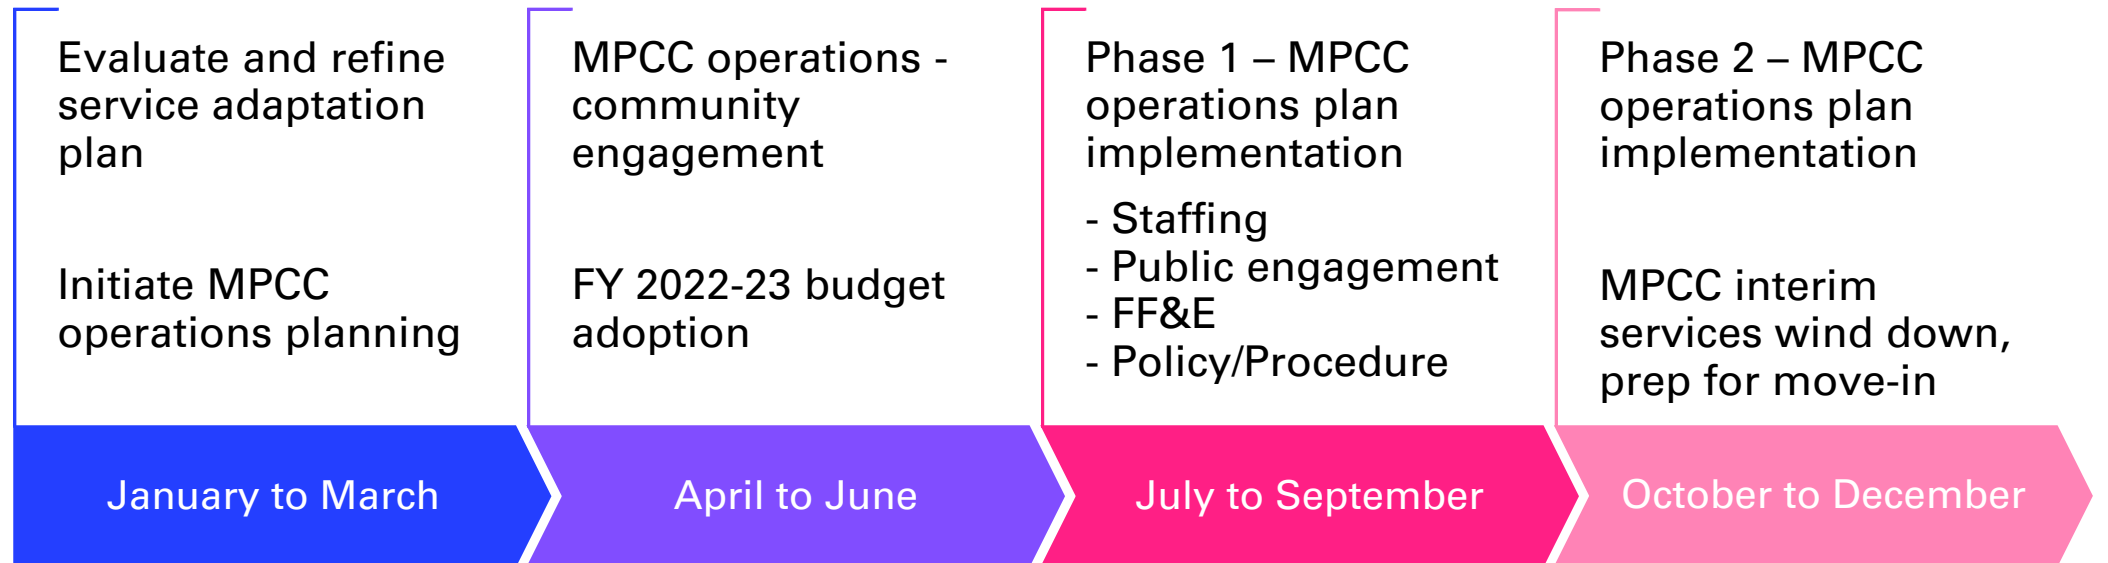 Evaluate and refine
service adaptation
plan
Initiate MPCC
operations planning
January to March
MPCC operations -
community
engagement
FY 2022-23 budget
adoption
April to June
Phase 1 – MPCC
operations plan
implementation
- Staffing
- Public engagement
- FF&E
- Policy/Procedure
July to September
Phase 2 – MPCC
operations plan
implementation
MPCC interim
services wind down,
prep for move-in
October to December